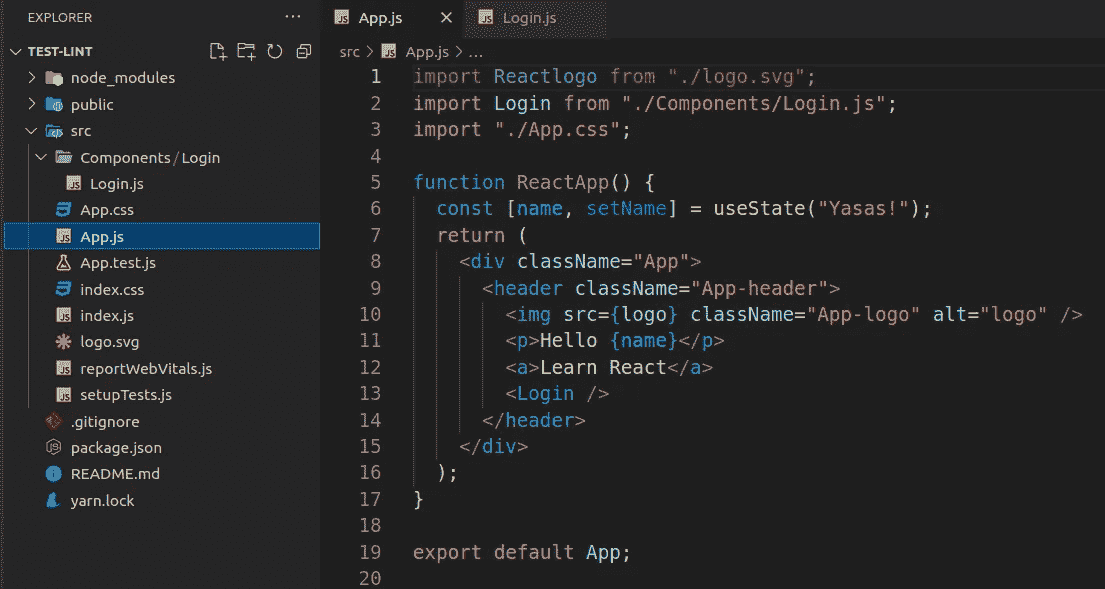 EXPLORER ...
TEST-LINT
node_modules
public
src
Components/Login
Login.js
App.css
App.js
App.test.js
index.css
index.js
logo.svg
reportWebVitals.js
setupTests.js
.gitignore
package.json
README.md
yarn.lock
JS App.js × JS Login.js
src > JS App.js > ...
1 import Reactlogo from "./logo.svg";
2 import Login from "./Components/Login.js";
3 import "./App.css";
4
5 function ReactApp() {
6 const [name, setName] = useState("Yasas!");
7 return (
8 <div className="App">
9 <header className="App-header">
10 <img src={logo} className="App-logo" alt="logo" />
11 <p>Hello {name}</p>
12 <a>Learn React</a>
13 <Login />
14 </header>
15 </div>
16 );
17 }
18
19 export default App;
20